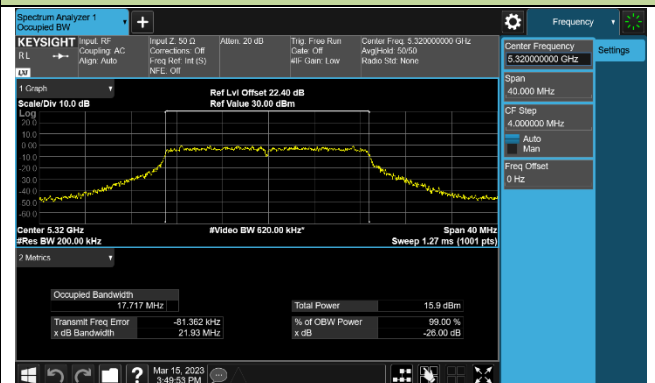 Spectrum Analyzer 1
Occupied BW
Frequency
KEYSIGHT
RL
Input: RF
Coupling: AC
Align: Auto
Input Z: 50 Ω
Corrections: Off
Freq Ref: Int (S)
NFE: Off
Atten: 20 dB
Trig: Free Run
Gate: Off
#IF Gain: Low
Center Freq: 5.320000000 GHz
Avg|Hold: 50/50
Radio Std: None
Center Frequency
5.320000000 GHz
Settings
Span
40.000 MHz
CF Step
4.000000 MHz
Auto
Man
Freq Offset
0 Hz
1 Graph
Scale/Div 10.0 dB
Ref Lvl Offset 22.40 dB
Ref Value 30.00 dBm
Log
20.0
10.0
0.00
-10.0
-20.0
-30.0
-40.0
-50.0
-60.0
Center 5.32 GHz
#Res BW 200.00 kHz
#Video BW 620.00 kHz*
Span 40 MHz
Sweep 1.27 ms (1001 pts)
2 Metrics
Occupied Bandwidth
17.717 MHz
Total Power 15.9 dBm
Transmit Freq Error -81.362 kHz
% of OBW Power 99.00 %
x dB Bandwidth 21.93 MHz
x dB -26.00 dB
?
Mar 15, 2023
3:49:53 PM